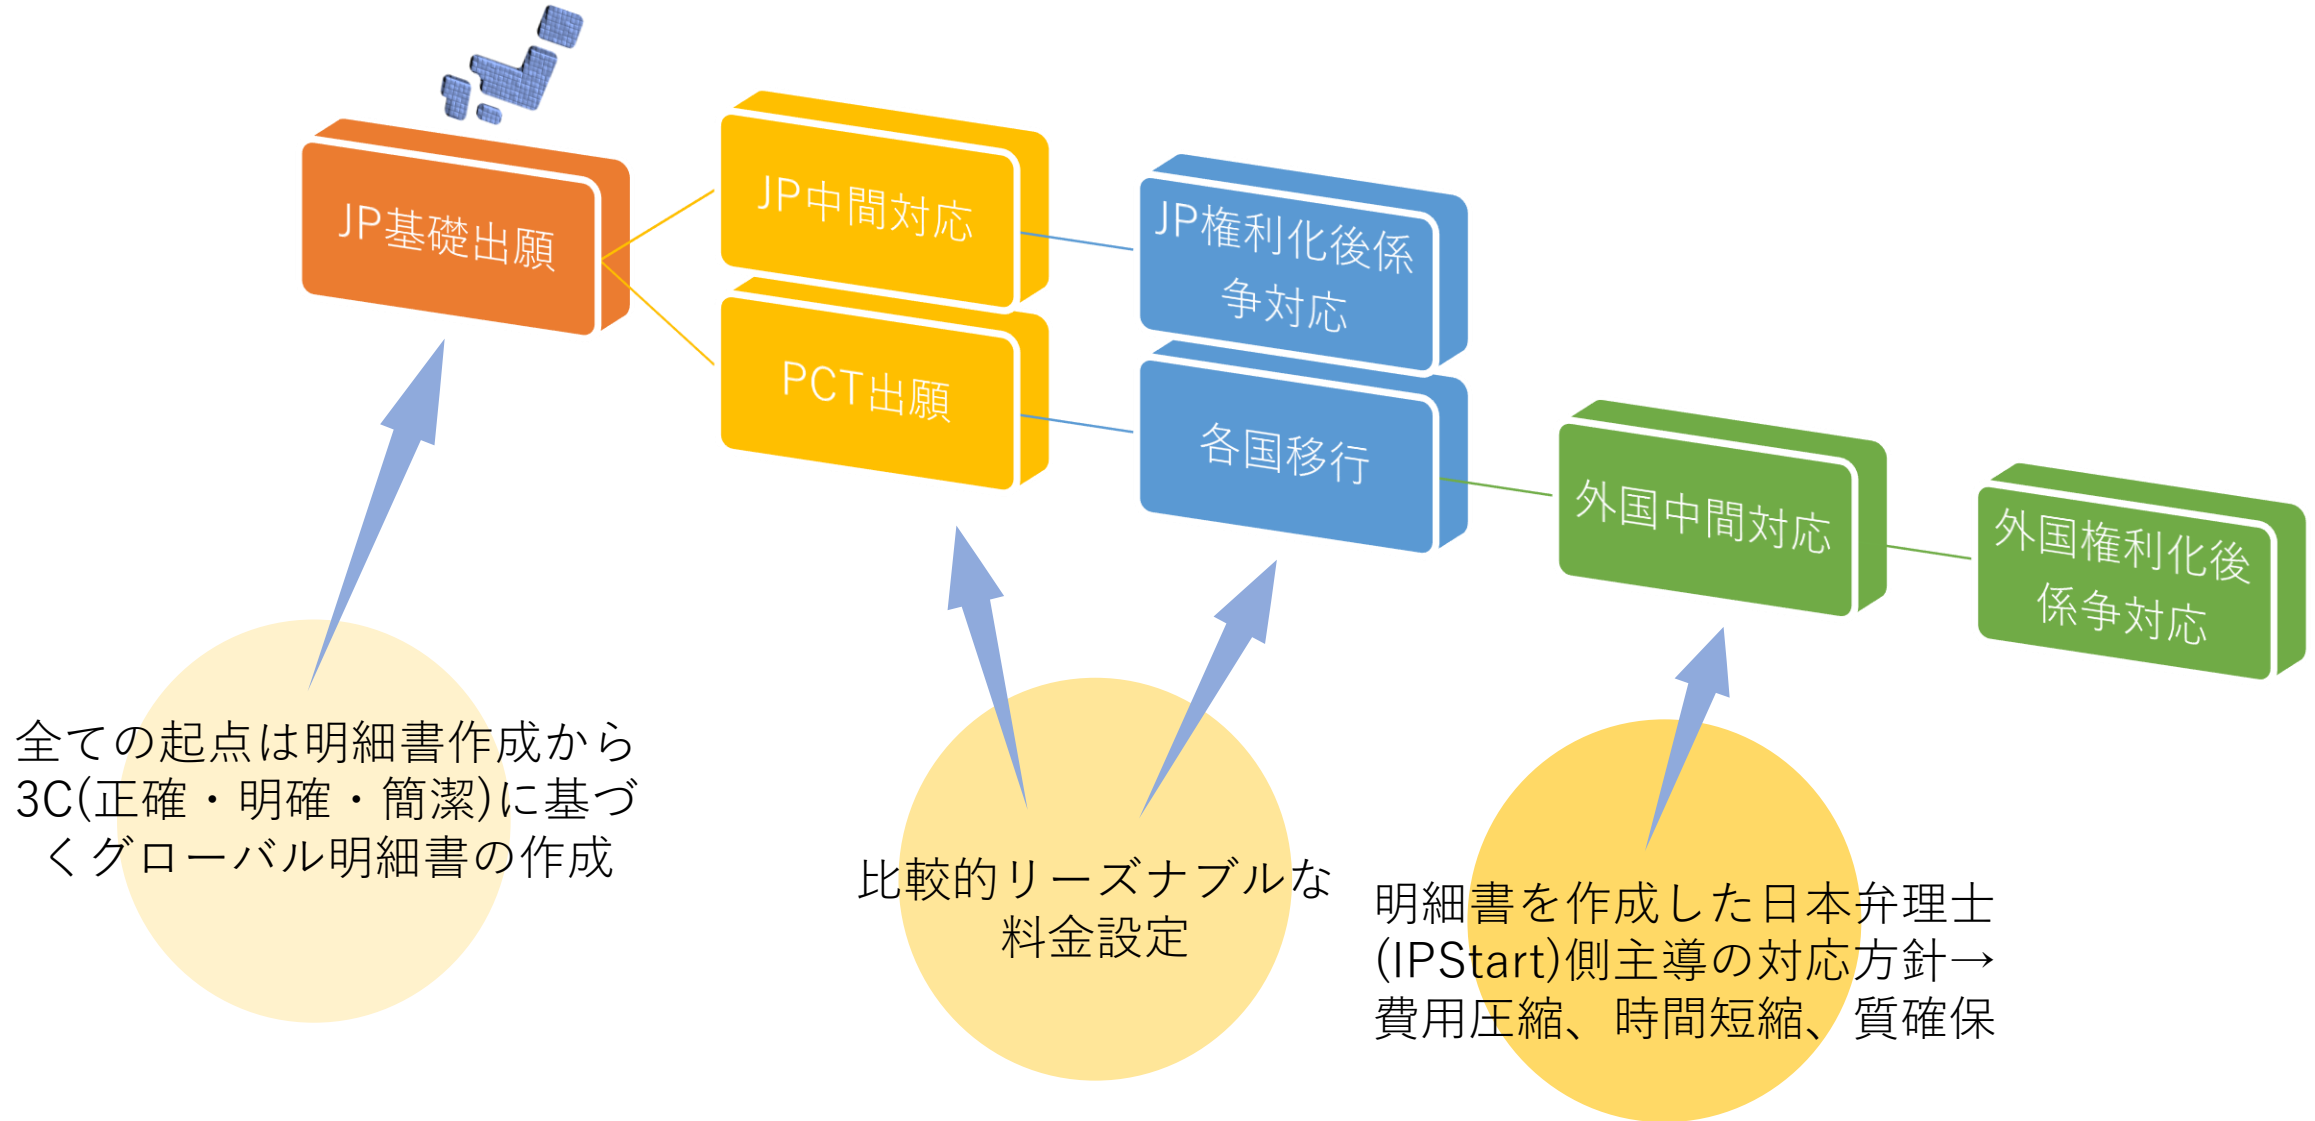 JP基礎出願
JP中間対応
PCT出願
JP権利化後係
争対応
各国移行
外国中間対応
外国権利化後
係争対応
全ての起点は明細書作成から
3C(正確・明確・簡潔)に基づ
くグローバル明細書の作成
比較的リーズナブルな
料金設定
明細書を作成した日本弁理士
(IPStart)側主導の対応方針→
費用圧縮、時間短縮、質確保